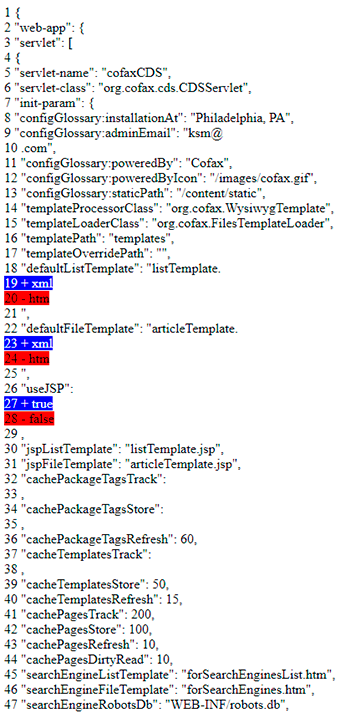 1 {
2 "web-app": {
3 "servlet": [
4 {
5 "servlet-name": "cofaxCDS",
6 "servlet-class": "org.cofax.cds.CDSServlet",
7 "init-param": {
8 "configGlossary:installationAt": "Philadelphia, PA",
9 "configGlossary:adminEmail": "ksm@
10 .com",
11 "configGlossary:poweredBy": "Cofax",
12 "configGlossary:poweredByIcon": "/images/cofax.gif",
13 "configGlossary:staticPath": "/content/static",
14 "templateProcessorClass": "org.cofax.WysiwygTemplate",
15 "templateLoaderClass": "org.cofax.FilesTemplateLoader",
16 "templatePath": "templates",
17 "templateOverridePath": "",
18 "defaultListTemplate": "listTemplate.
19 + xml
20 - htm
21 ",
22 "defaultFileTemplate": "articleTemplate.
23 + xml
24 - htm
25 ",
26 "useJSP":
27 + true
28 - false
29 ,
30 "jspListTemplate": "listTemplate.jsp",
31 "jspFileTemplate": "articleTemplate.jsp",
32 "cachePackageTagsTrack":
33 ,
34 "cachePackageTagsStore":
35 ,
36 "cachePackageTagsRefresh": 60,
37 "cacheTemplatesTrack":
38 ,
39 "cacheTemplatesStore": 50,
40 "cacheTemplatesRefresh": 15,
41 "cachePagesTrack": 200,
42 "cachePagesStore": 100,
43 "cachePagesRefresh": 10,
44 "cachePagesDirtyRead": 10,
45 "searchEngineListTemplate": "forSearchEnginesList.htm",
46 "searchEngineFileTemplate": "forSearchEngines.htm",
47 "searchEngineRobotsDb": "WEB-INF/robots.db",